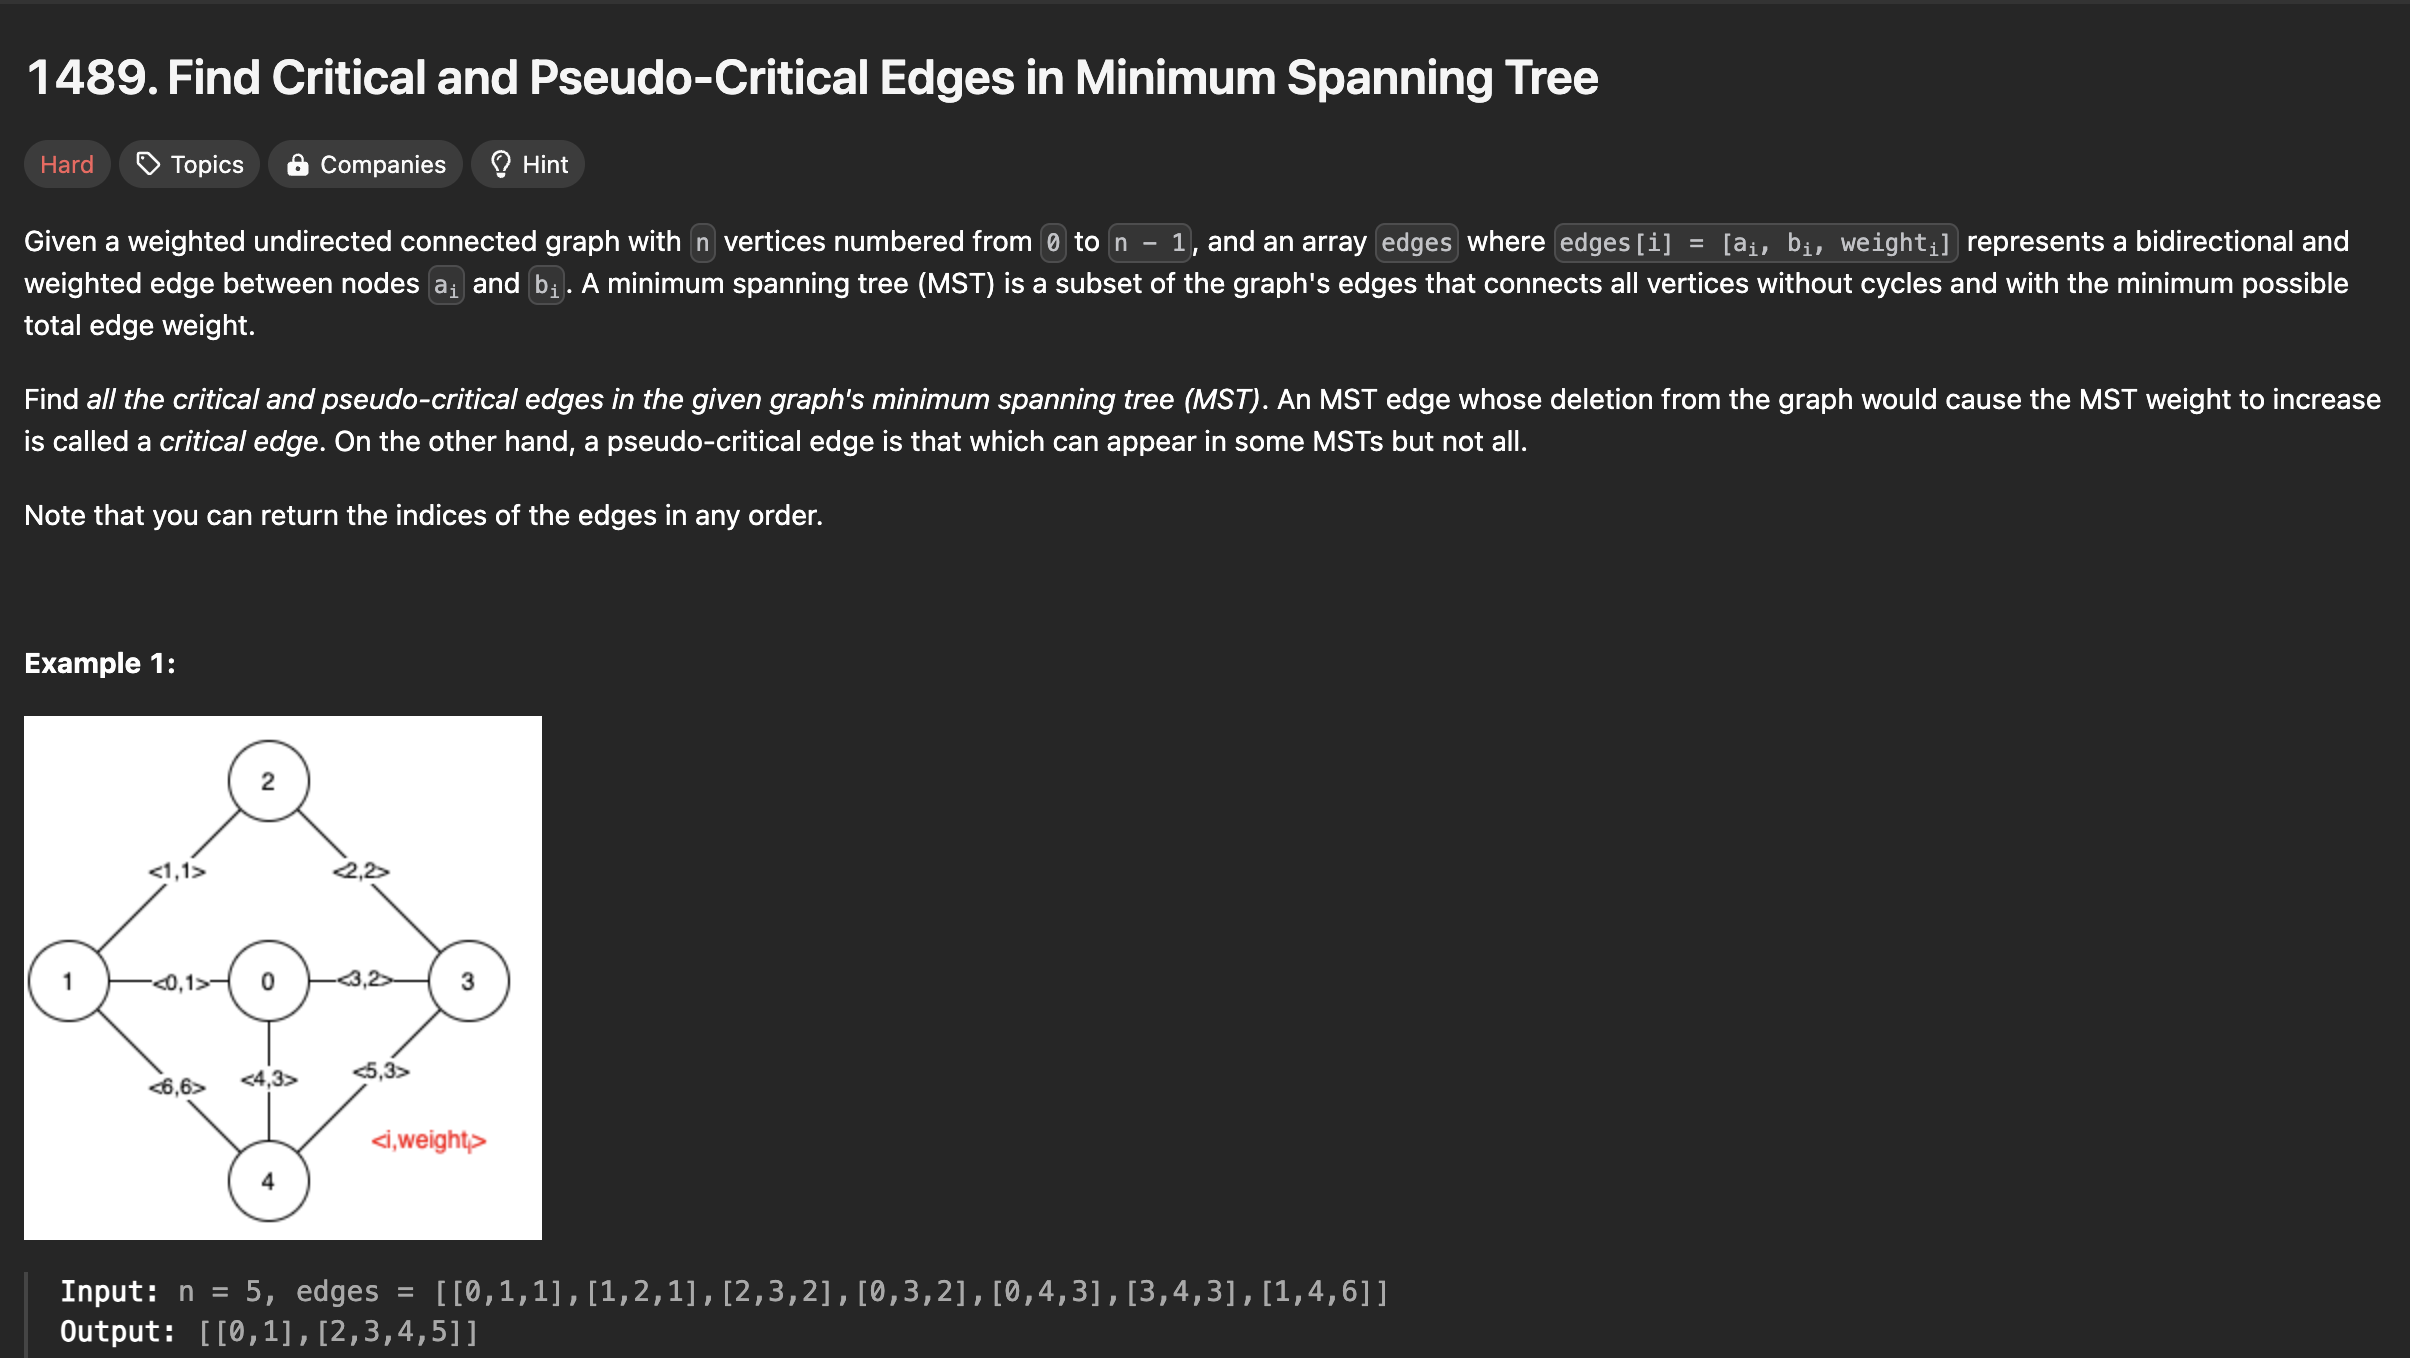 1489. Find Critical and Pseudo-Critical Edges in Minimum Spanning Tree
Hard Topics Companies Hint
Given a weighted undirected connected graph with n vertices numbered from 0 to n - 1, and an array edges where edges[i] = [aᵢ, bᵢ, weightᵢ] represents a bidirectional and
weighted edge between nodes aᵢ and bᵢ. A minimum spanning tree (MST) is a subset of the graph's edges that connects all vertices without cycles and with the minimum possible
total edge weight.
Find all the critical and pseudo-critical edges in the given graph's minimum spanning tree (MST). An MST edge whose deletion from the graph would cause the MST weight to increase
is called a critical edge. On the other hand, a pseudo-critical edge is that which can appear in some MSTs but not all.
Note that you can return the indices of the edges in any order.
Example 1:
2
<1,1> <2,2>
1 <0,1> 0 <3,2> 3
<6,6> <4,3> <5,3>
<i,weightᵢ>
4
Input: n = 5, edges = [[0,1,1],[1,2,1],[2,3,2],[0,3,2],[0,4,3],[3,4,3],[1,4,6]]
Output: [[0,1],[2,3,4,5]]